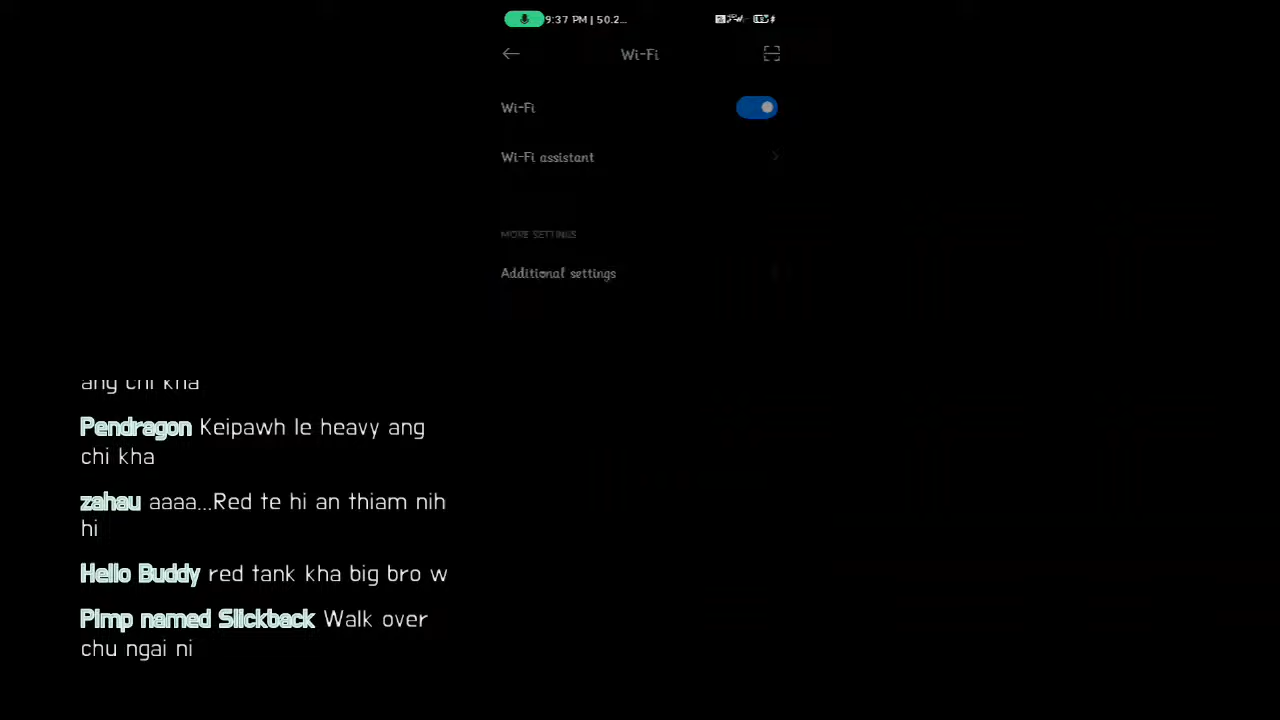 9:37 PM | 50.2...
Wi-Fi
Wi-Fi
Wi-Fi assistant
MORE SETTINGS
Additional settings
ang chi kha
Pendragon Keipawh le heavy ang
chi kha
zahau aaaa...Red te hi an thiam nih
hi
Hello Buddy red tank kha big bro w
Pimp named Slickback Walk over
chu ngai ni